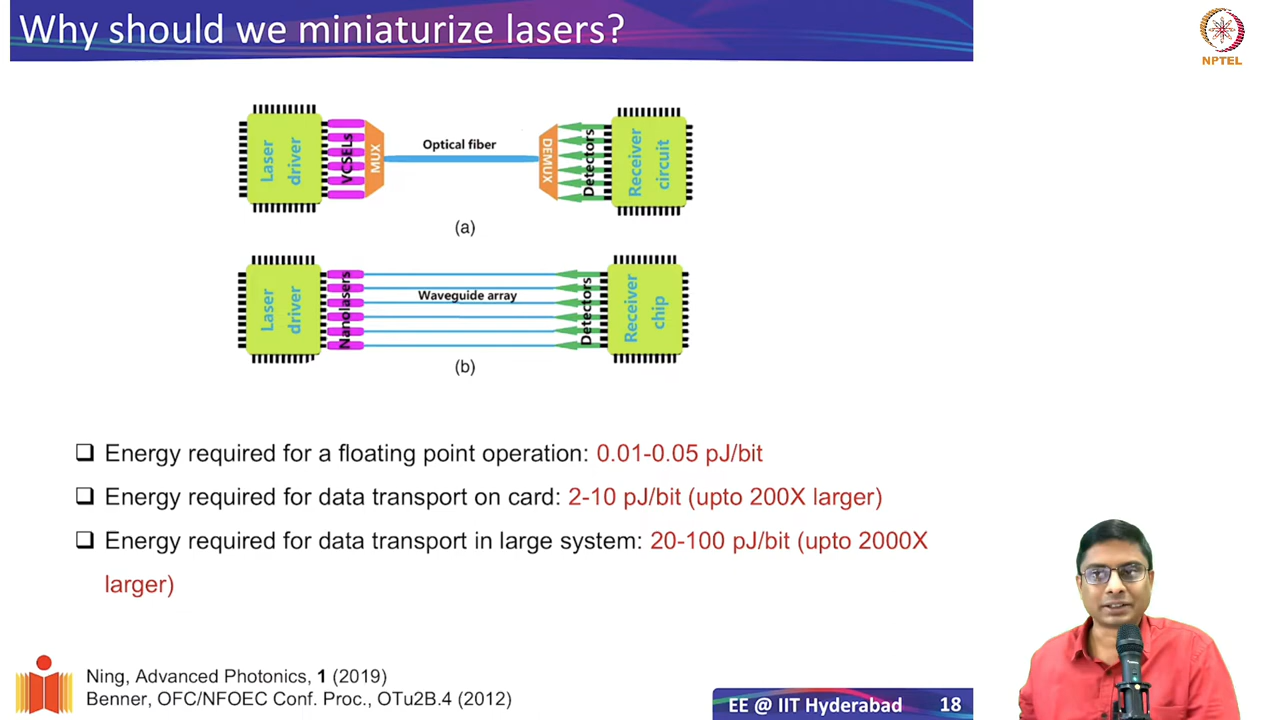 Why should we miniaturize lasers?
NPTEL
Laser driver
VCSELs
MUX
Optical fiber
DEMUX
Detectors
Receiver circuit
(a)
Laser driver
Nanolasers
Waveguide array
Detectors
Receiver chip
(b)
❑ Energy required for a floating point operation: 0.01-0.05 pJ/bit
❑ Energy required for data transport on card: 2-10 pJ/bit (upto 200X larger)
❑ Energy required for data transport in large system: 20-100 pJ/bit (upto 2000X
larger)
Ning, Advanced Photonics, 1 (2019)
Benner, OFC/NFOEC Conf. Proc., OTu2B.4 (2012)
EE @ IIT Hyderabad 18